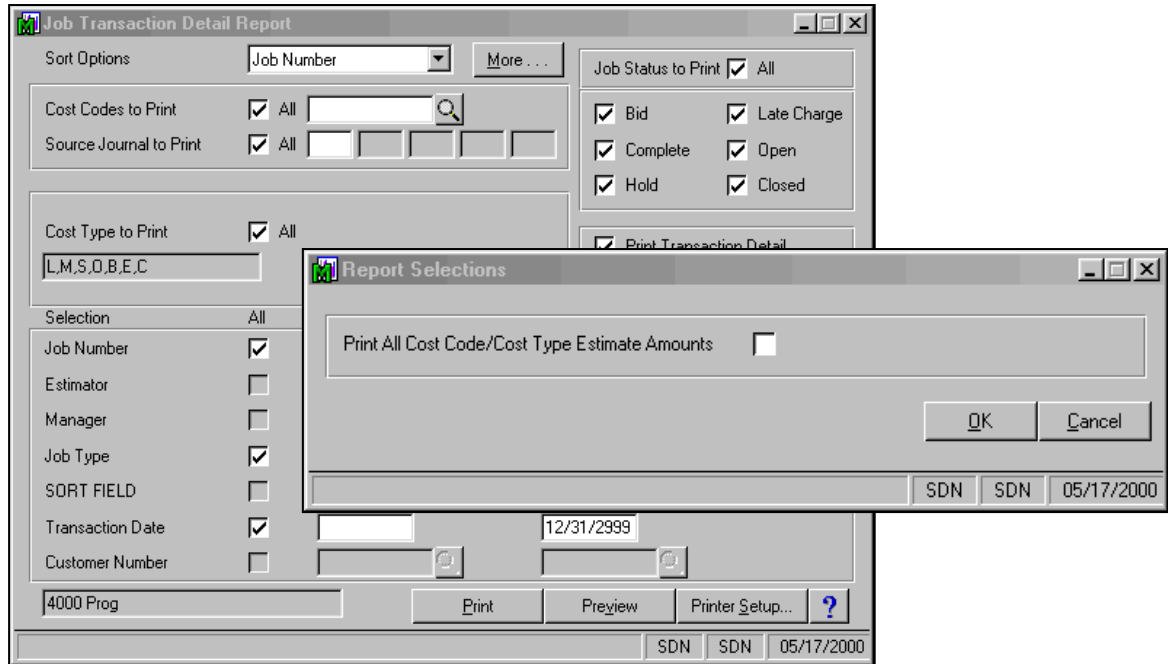 Job Transaction Detail Report
Sort Options Job Number More . . .
Job Status to Print All
Cost Codes to Print All
Source Journal to Print All
Bid Late Charge
Complete Open
Hold Closed
Cost Type to Print All
L,M,S,O,B,E,C
Print Transaction Detail
Report Selections
Print All Cost Code/Cost Type Estimate Amounts
OK Cancel
SDN SDN 05/17/2000
Selection All
Job Number
Estimator
Manager
Job Type
SORT FIELD
Transaction Date 12/31/2999
Customer Number
4000 Prog Print Preview Printer Setup... ?
SDN SDN 05/17/2000